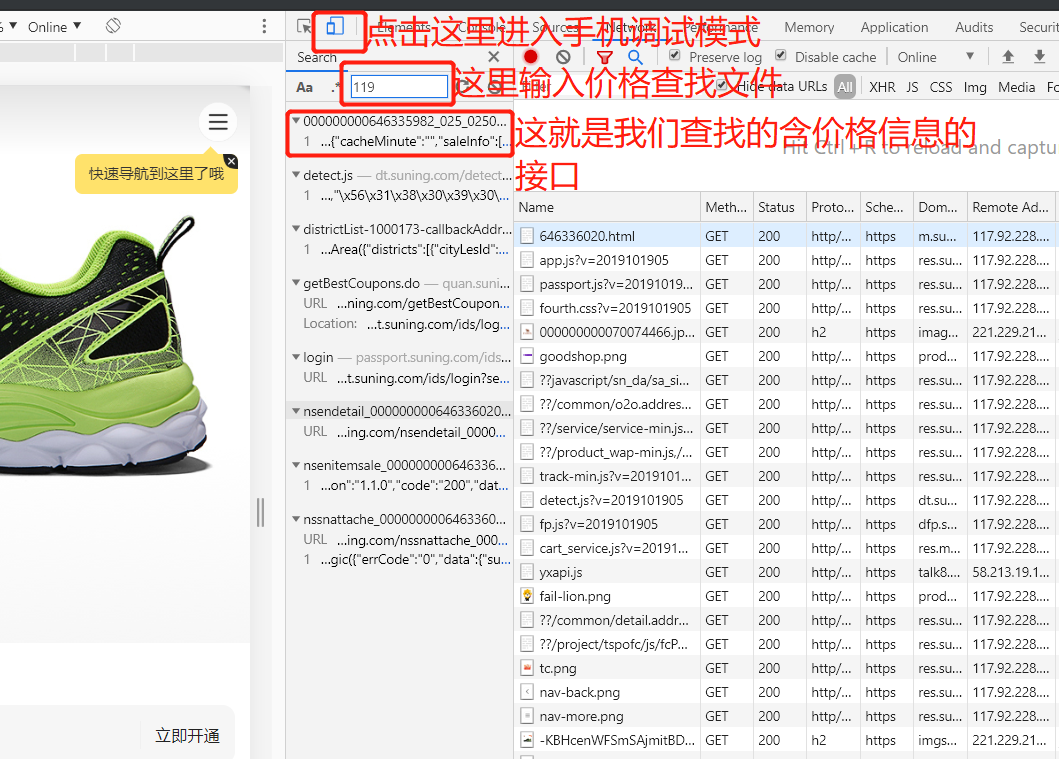 Online
Elements
Console
Sources
Network
Performance
Memory
Application
Audits
Securi
点击这里进入手机调试模式
Search
Preserve log
Disable cache
Online
Aa
.*
119
这里输入价格查找文件
Hide data URLs
All
XHR
JS
CSS
Img
Media
Fo
000000000646335982_025_0250...
1 ...{"cacheMinute":"","saleInfo":[...
这就是我们查找的含价格信息的
接口
Hit Ctrl + R to reload and captur
快速导航到这里了哦
detect.js — dt.suning.com/detect...
1 ...,"\x56\x31\x38\x30\x39\x30\...
districtList-1000173-callbackAddr...
1 ...Area({"districts":[{"cityLesId":...
getBestCoupons.do — quan.suni...
URL ...ning.com/getBestCoupon...
Location: ...t.suning.com/ids/log...
login — passport.suning.com/ids...
URL ...t.suning.com/ids/login?se...
nsendetail_000000000646336020...
URL ...ing.com/nsendetail_0000...
nsenitemsale_000000000646336...
1 ...on":"1.1.0","code":"200","dat...
nssnattache_0000000006463360...
URL ...ing.com/nssnattache_000...
1 ...gic({"errCode":"0","data":{"su...
立即开通
Name Meth... Status Proto... Sche... Dom... Remote Ad...
646336020.html GET 200 http/... https m.su... 117.92.228....
app.js?v=2019101905 GET 200 http/... https res.su... 117.92.228....
passport.js?v=20191019... GET 200 http/... https res.su... 117.92.228....
fourth.css?v=2019101905 GET 200 http/... https res.su... 117.92.228....
000000000070074466.jp... GET 200 h2 https imag... 221.229.21...
goodshop.png GET 200 http/... https prod... 117.92.228....
??javascript/sn_da/sa_si... GET 200 http/... https res.su... 117.92.228....
??/common/o2o.addres... GET 200 http/... https res.su... 117.92.228....
??/service/service-min.js... GET 200 http/... https res.su... 117.92.228....
??/product_wap-min.js,/... GET 200 http/... https res.su... 117.92.228....
track-min.js?v=2019101... GET 200 http/... https res.su... 117.92.228....
detect.js?v=2019101905 GET 200 http/... https dt.su... 117.92.228....
fp.js?v=2019101905 GET 200 http/... https dfp.s... 117.92.228....
cart_service.js?v=20191... GET 200 http/... https res.m... 117.92.228....
yxapi.js GET 200 http/... https talk8.... 58.213.19.1...
fail-lion.png GET 200 http/... https prod... 117.92.228....
??/common/detail.addr... GET 200 http/... https res.su... 117.92.228....
??/project/tspofc/js/fcP... GET 200 http/... https res.su... 117.92.228....
tc.png GET 200 http/... https res.su... 117.92.228....
nav-back.png GET 200 http/... https res.su... 117.92.228....
nav-more.png GET 200 http/... https res.su... 117.92.228....
-KBHcenWFSmSAjmitBD... GET 200 h2 https imgs... 221.229.21...